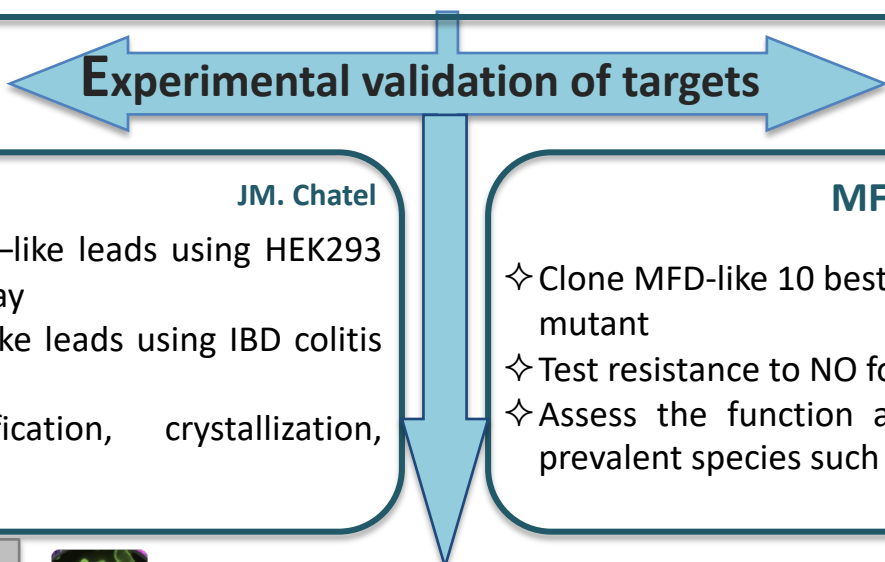 Experimental validation of targets
JM. Chatel
–like leads using HEK293
ay
ke leads using IBD colitis
fication, crystallization,
MF
✧ Clone MFD-like 10 best
mutant
✧ Test resistance to NO fo
✧ Assess the function a
prevalent species such